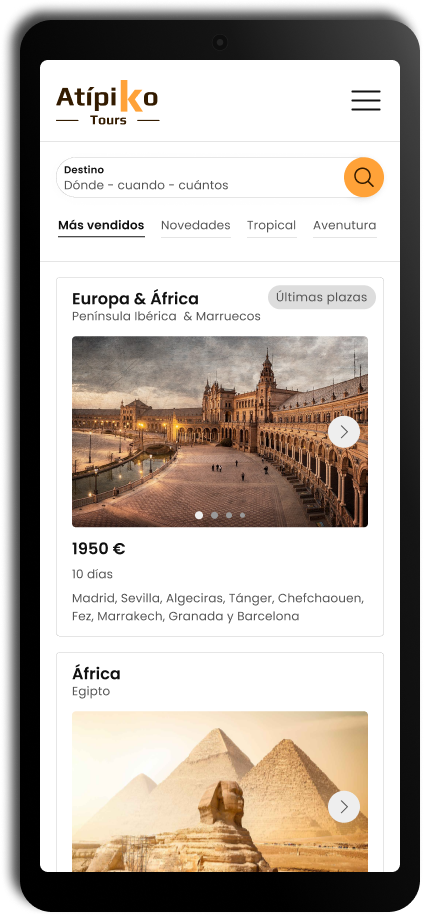 Atípiko
Tours
Destino
Dónde - cuando - cuántos
Más vendidos Novedades Tropical Avenutura
Europa & África
Últimas plazas
Península Ibérica & Marruecos
1950 €
10 días
Madrid, Sevilla, Algeciras, Tánger, Chefchaouen,
Fez, Marrakech, Granada y Barcelona
África
Egipto